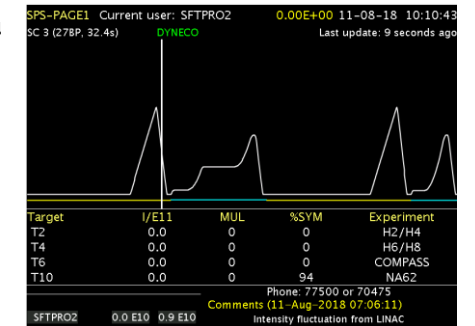 SPS-PAGE1 Current user: SFTPRO2 0.00E+00 11-08-18 10:10:43
SC 3 (27BP, 32.4s) DYNECO Last update: 9 seconds ago
Target I/E11 MUL %SYM Experiment
T2 0.0 0 0 H2/H4
T4 0.0 0 0 H6/H8
T6 0.0 0 0 COMPASS
T10 0.0 0 94 NA62
Phone: 77500 or 70475
Comments (11-Aug-2018 07:06:11)
SFTPRO2 0.0 E10 0.9 E10 Intensity fluctuation from LINAC